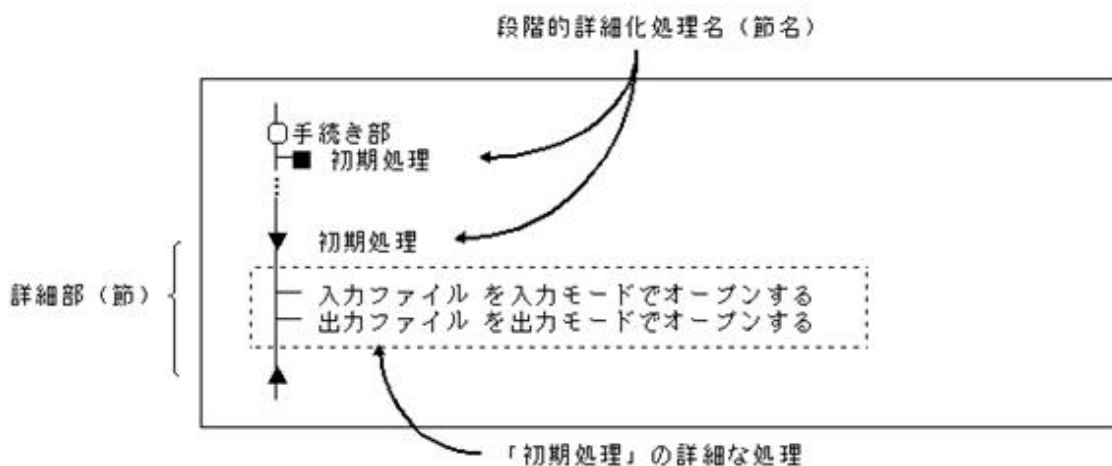 段階的詳細化処理名（節名）
手続き部
初期処理
初期処理
詳細部（節）
入力ファイル を入力モードでオープンする
出力ファイル を出力モードでオープンする
「初期処理」の詳細な処理